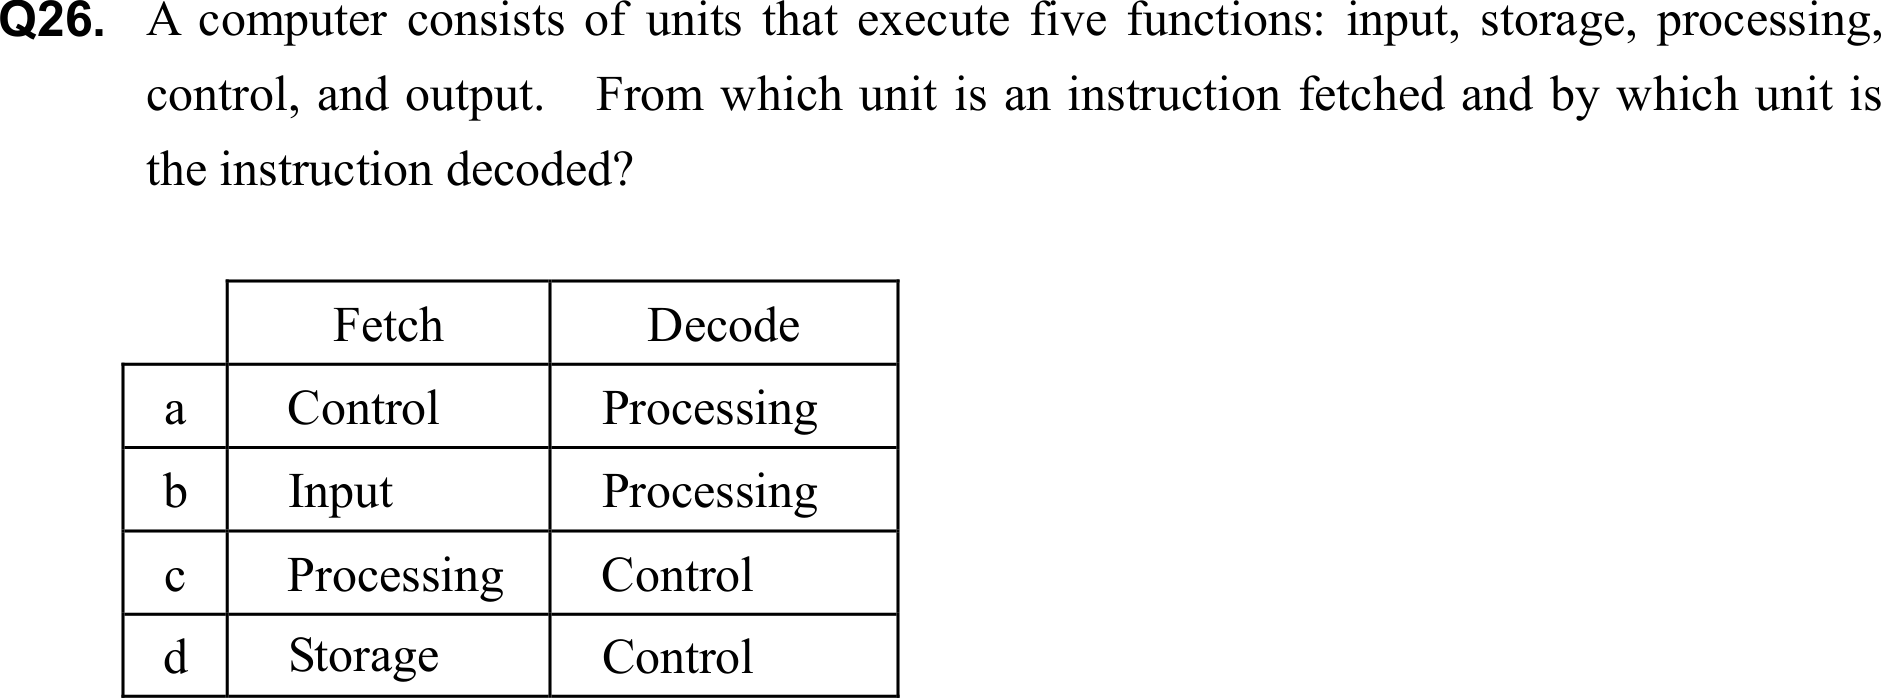 Q26. A computer consists of units that execute five functions: input, storage, processing,
control, and output. From which unit is an instruction fetched and by which unit is
the instruction decoded?
Fetch Decode
a Control Processing
b Input Processing
c Processing Control
d Storage Control